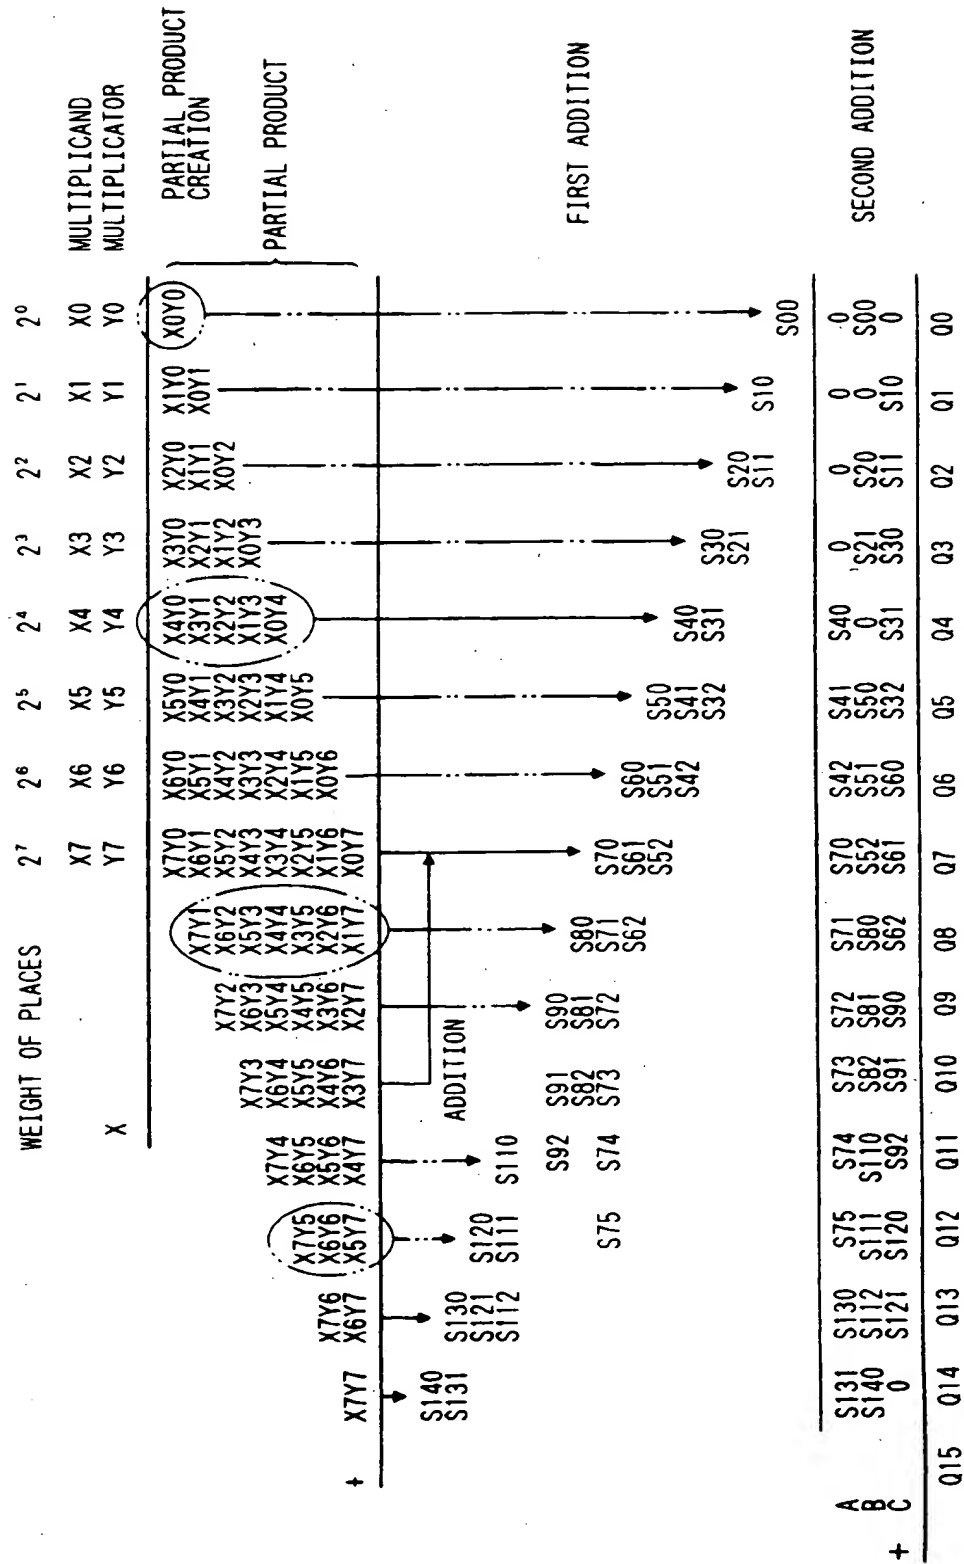 WEIGHT OF PLACES 2⁷ 2⁶ 2⁵ 2⁴ 2³ 2² 2¹ 2⁰
X7 X6 X5 X4 X3 X2 X1 X0 MULTIPLICAND
X Y7 Y6 Y5 Y4 Y3 Y2 Y1 Y0 MULTIPLICATOR
X7Y0 X6Y0 X5Y0 X4Y0 X3Y0 X2Y0 X1Y0 X0Y0 PARTIAL PRODUCT
X7Y1 X6Y1 X5Y1 X4Y1 X3Y1 X2Y1 X1Y1 X0Y1 CREATION
X7Y2 X6Y2 X5Y2 X4Y2 X3Y2 X2Y2 X1Y2 X0Y2
X7Y3 X6Y3 X5Y3 X4Y3 X3Y3 X2Y3 X1Y3 X0Y3
X7Y4 X6Y4 X5Y4 X4Y4 X3Y4 X2Y4 X1Y4 X0Y4 PARTIAL PRODUCT
X7Y5 X6Y5 X5Y5 X4Y5 X3Y5 X2Y5 X1Y5 X0Y5
X7Y6 X6Y6 X5Y6 X4Y6 X3Y6 X2Y6 X1Y6 X0Y6
+ X7Y7 X6Y7 X5Y7 X4Y7 X3Y7 X2Y7 X1Y7 X0Y7
S140
S131 S130 ADDITION
S121 S120
S112 S111 S110
S92 S91 S90
S82 S81 S80 FIRST ADDITION
S75 S74 S73 S72 S71 S70
S62 S61 S60
S52 S51 S50
S42 S41 S40
S32 S31 S30
S21 S20
S11 S10
S00
A S131 S130 S75 S74 S73 S72 S71 S70 S42 S41 S40 0 0 0 0
B S140 S112 S111 S110 S82 S81 S80 S52 S51 S50 0 S21 S20 0 S00 SECOND ADDITION
+ C 0 S121 S120 S92 S91 S90 S62 S61 S60 S32 S31 S30 S11 S10 0
Q15 Q14 Q13 Q12 Q11 Q10 Q9 Q8 Q7 Q6 Q5 Q4 Q3 Q2 Q1 Q0